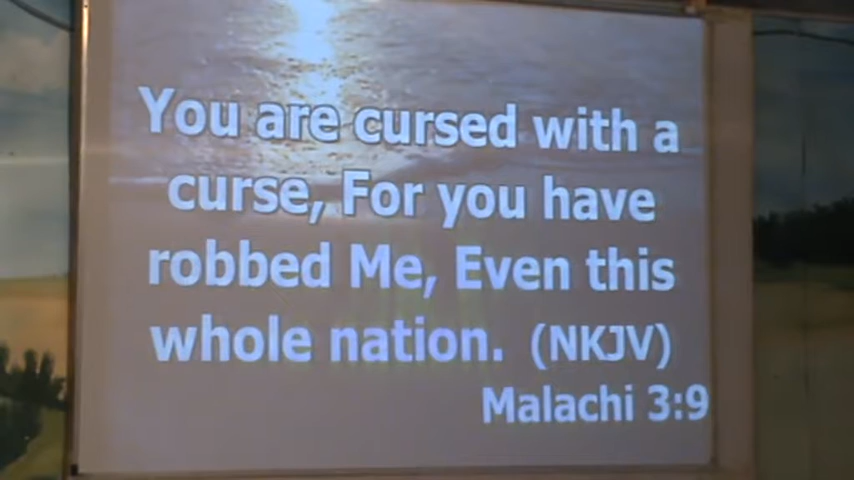 You are cursed with a
curse, For you have
robbed Me, Even this
whole nation. (NKJV)
Malachi 3:9